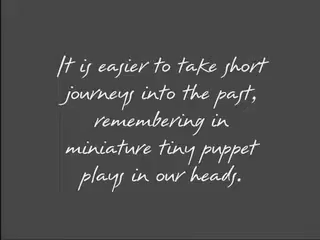 It is easier to take short
journeys into the past,
remembering in
miniature tiny puppet
plays in our heads.